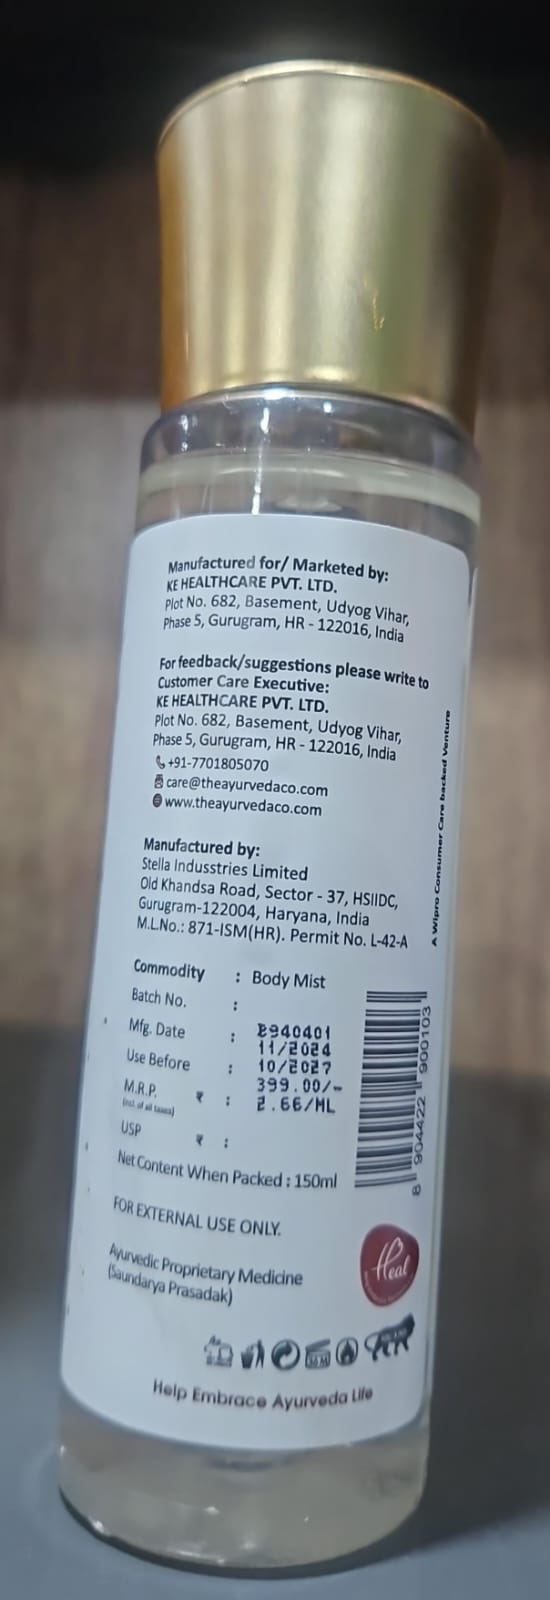 Manufactured for/ Marketed by:
KE HEALTHCARE PVT. LTD.
Plot No. 682, Basement, Udyog Vihar,
Phase 5, Gurugram, HR - 122016, India
For feedback/suggestions please write to
Customer Care Executive:
KE HEALTHCARE PVT. LTD.
Plot No. 682, Basement, Udyog Vihar,
Phase 5, Gurugram, HR - 122016, India
+91-7701805070
care@theayurvedaco.com
www.theayurvedaco.com
Manufactured by:
Stella Indusstries Limited
Old Khandsa Road, Sector - 37, HSIIDC,
Gurugram-122004, Haryana, India
M.L.No.: 871-ISM(HR). Permit No. L-42-A
Commodity : Body Mist
Batch No. : B940401
Mfg. Date : 11/2024
Use Before : 10/2027
M.R.P. ₹ : 399.00/-
(incl. of all taxes)
USP ₹ : 2.66/ML
Net Content When Packed : 150ml
FOR EXTERNAL USE ONLY.
Ayurvedic Proprietary Medicine
(Saundarya Prasadak)
Help Embrace Ayurveda Life
A Wipro Consumer Care backed Venture
8 904422 900103
Heal
36 M